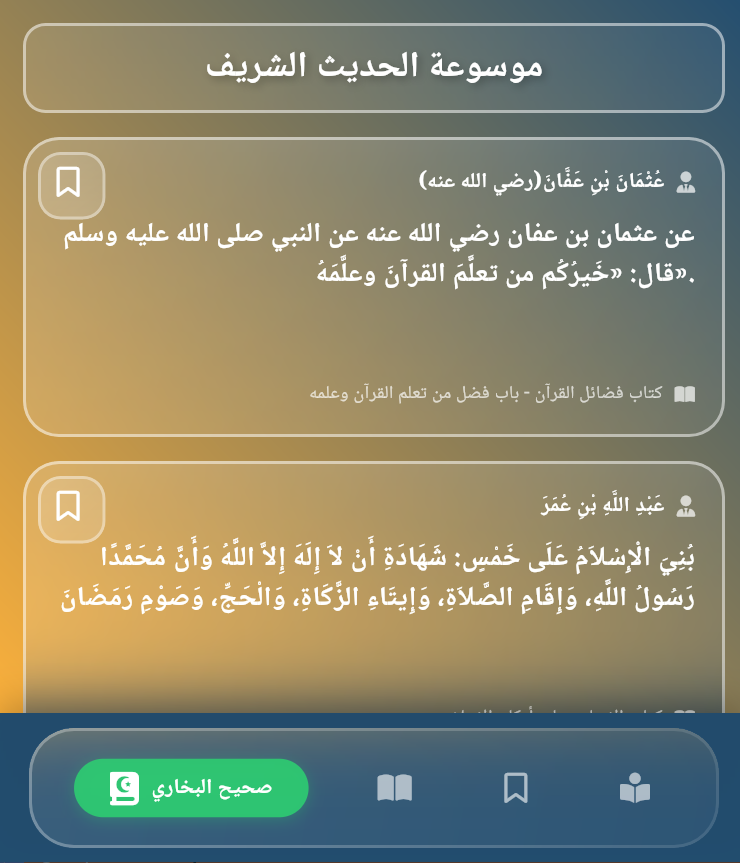 موسوعة الحديث الشريف
عُثْمَانَ بْنِ عَفَّانَ(رضي الله عنه)
عن عثمان بن عفان رضي الله عنه عن النبي صلى الله عليه وسلم
.«قال: «خَيرُكُم من تعلَّمَ القرآنَ وعلَّمَهُ
كتاب فضائل القرآن - باب فضل من تعلم القرآن وعلمه
عَبْدِ اللَّهِ بْنِ عُمَرَ
بُنِيَ الْإِسْلاَمُ عَلَى خَمْسٍ: شَهَادَةِ أَنْ لاَ إِلَهَ إِلاَّ اللَّهُ وَأَنَّ مُحَمَّدًا
رَسُولُ اللَّهِ، وَإِقَامِ الصَّلاَةِ، وَإِيتَاءِ الزَّكَاةِ، وَالْحَجِّ، وَصَوْمِ رَمَضَانَ
صحيح البخاري